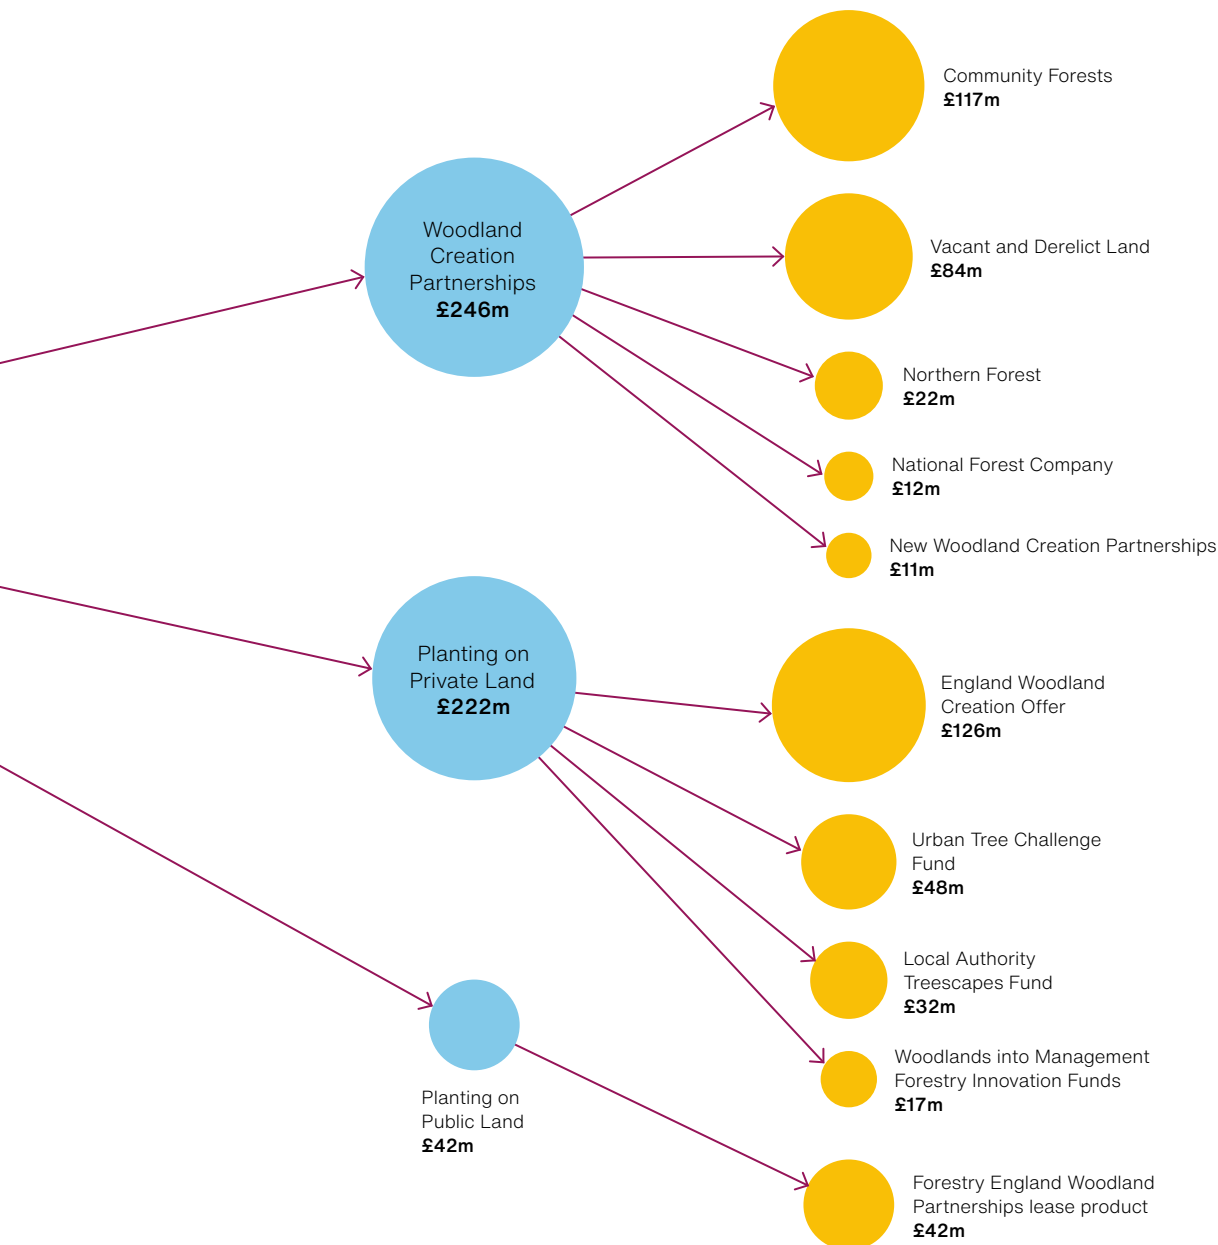 Community Forests
£117m
Woodland
Creation
Partnerships
£246m
Vacant and Derelict Land
£84m
Northern Forest
£22m
National Forest Company
£12m
New Woodland Creation Partnerships
£11m
Planting on
Private Land
£222m
England Woodland
Creation Offer
£126m
Urban Tree Challenge
Fund
£48m
Local Authority
Treescapes Fund
£32m
Woodlands into Management
Forestry Innovation Funds
£17m
Planting on
Public Land
£42m
Forestry England Woodland
Partnerships lease product
£42m